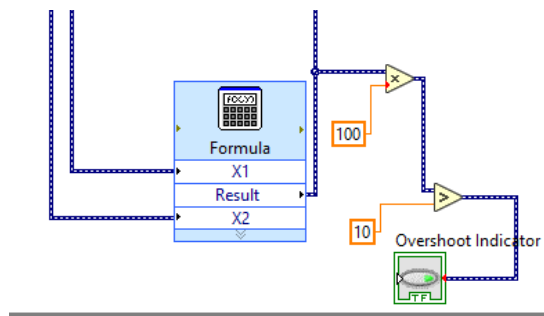 f(x,y)
Formula
X1
Result
X2
×
100
>
10
Overshoot Indicator
TF